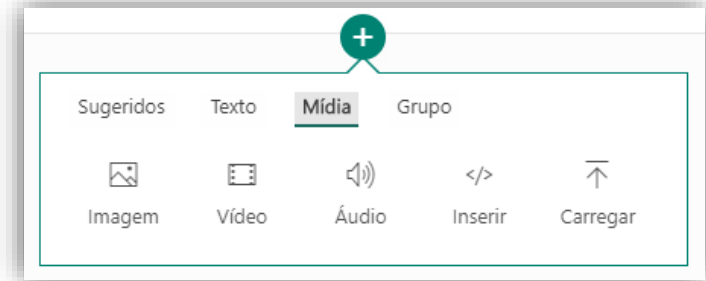 Sugeridos Texto Mídia Grupo
Imagem Vídeo Áudio Inserir Carregar